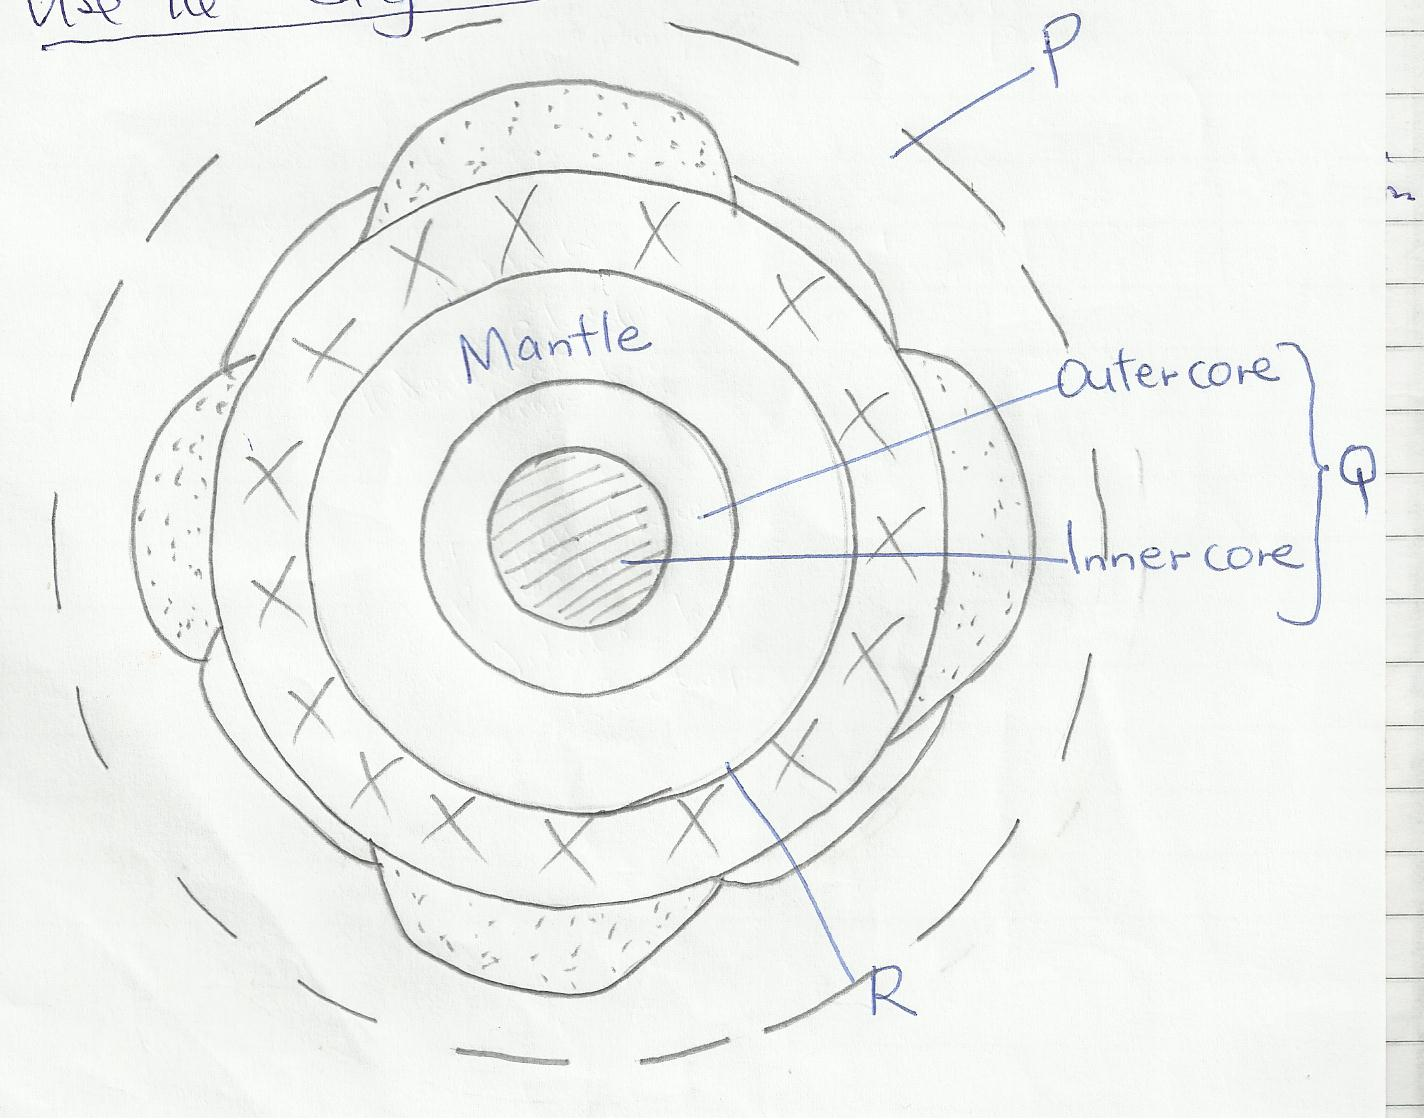 P
Mantle
Outer core
Q
Inner core
R